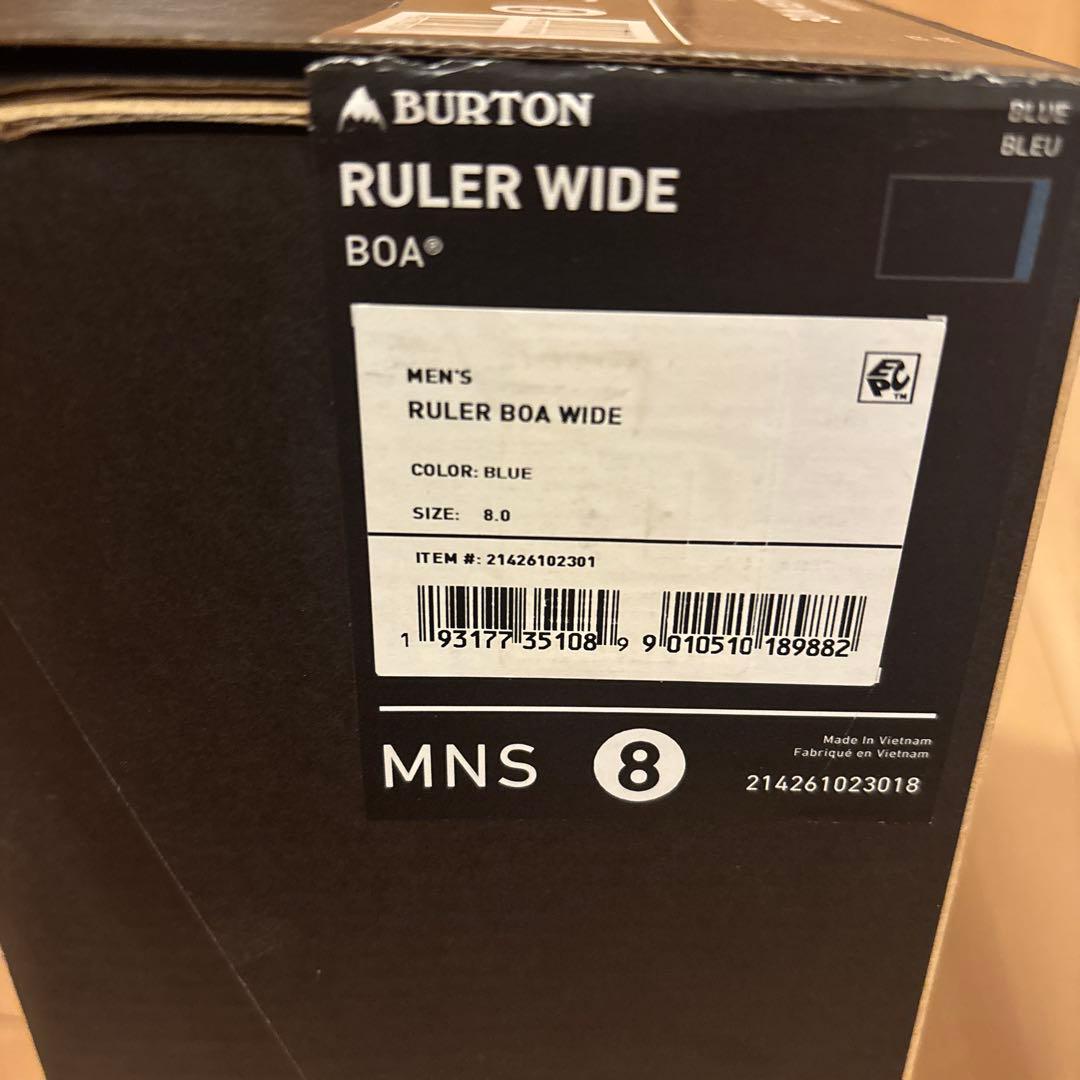 BURTON
BLUE
BLEU
RULER WIDE
BOA®
EPC™
MEN'S
RULER BOA WIDE
COLOR: BLUE
SIZE: 8.0
ITEM #: 21426102301
1 93177 35108 9
9 010510 189882
MNS 8
Made In Vietnam
Fabriqué en Vietnam
214261023018